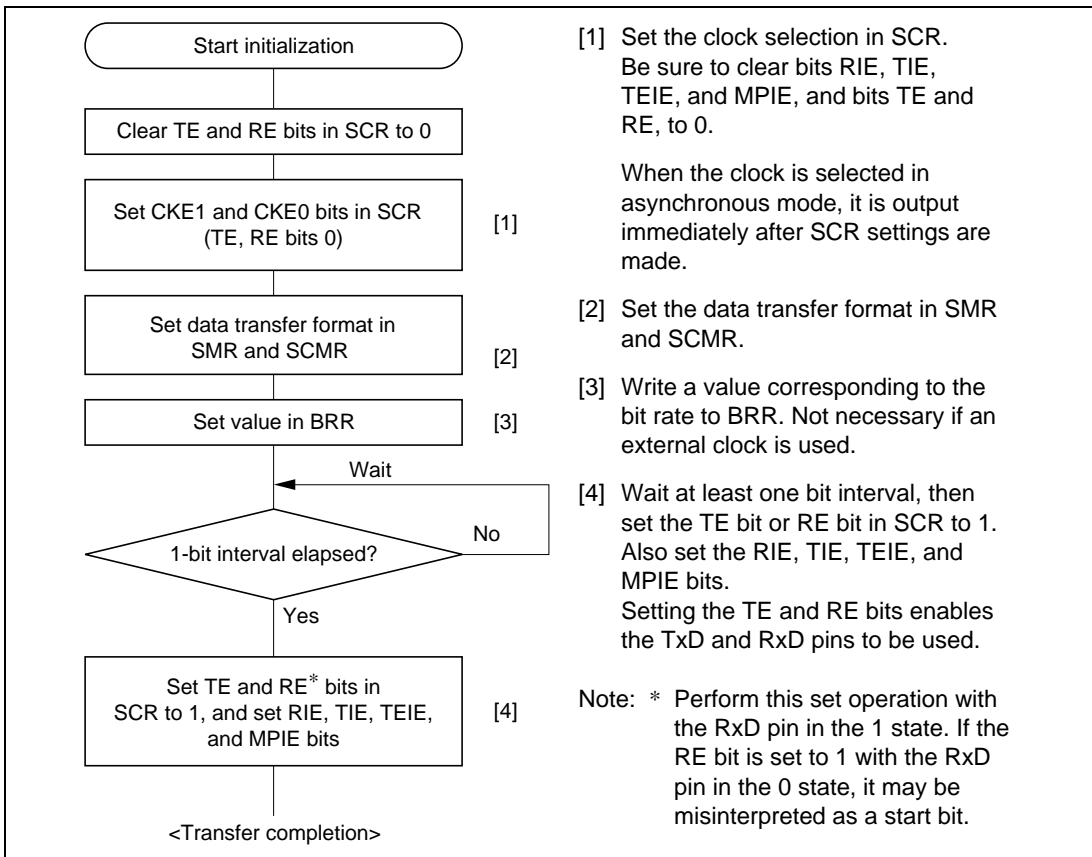 Start initialization
Clear TE and RE bits in SCR to 0
Set CKE1 and CKE0 bits in SCR
(TE, RE bits 0)
[1]
Set data transfer format in
SMR and SCMR
[2]
Set value in BRR
[3]
Wait
No
1-bit interval elapsed?
Yes
Set TE and RE* bits in
SCR to 1, and set RIE, TIE, TEIE,
and MPIE bits
[4]
<Transfer completion>
[1] Set the clock selection in SCR.
Be sure to clear bits RIE, TIE,
TEIE, and MPIE, and bits TE and
RE, to 0.
When the clock is selected in
asynchronous mode, it is output
immediately after SCR settings are
made.
[2] Set the data transfer format in SMR
and SCMR.
[3] Write a value corresponding to the
bit rate to BRR. Not necessary if an
external clock is used.
[4] Wait at least one bit interval, then
set the TE bit or RE bit in SCR to 1.
Also set the RIE, TIE, TEIE, and
MPIE bits.
Setting the TE and RE bits enables
the TxD and RxD pins to be used.
Note: * Perform this set operation with
the RxD pin in the 1 state. If the
RE bit is set to 1 with the RxD
pin in the 0 state, it may be
misinterpreted as a start bit.